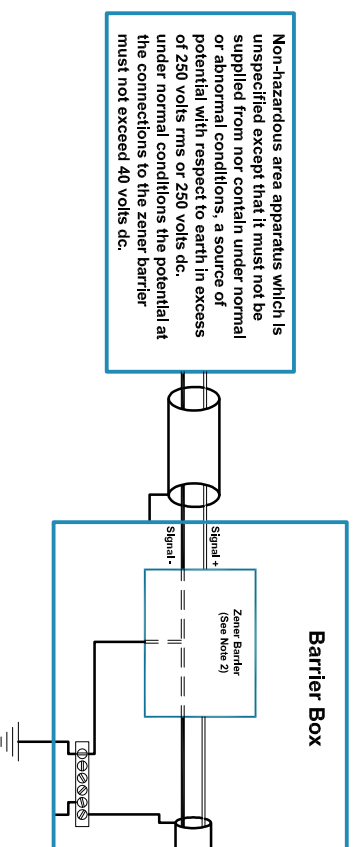 Non-hazardous area apparatus which is
unspecified except that it must not be
supplied from nor contain under normal
or abnormal conditions, a source of
potential with respect to earth in excess
of 250 volts rms or 250 volts dc.
under normal conditions the potential at
the connections to the zener barrier
must not exceed 40 volts dc.
Signal +
Signal -
Zener Barrier
(See Note 2)
Barrier Box